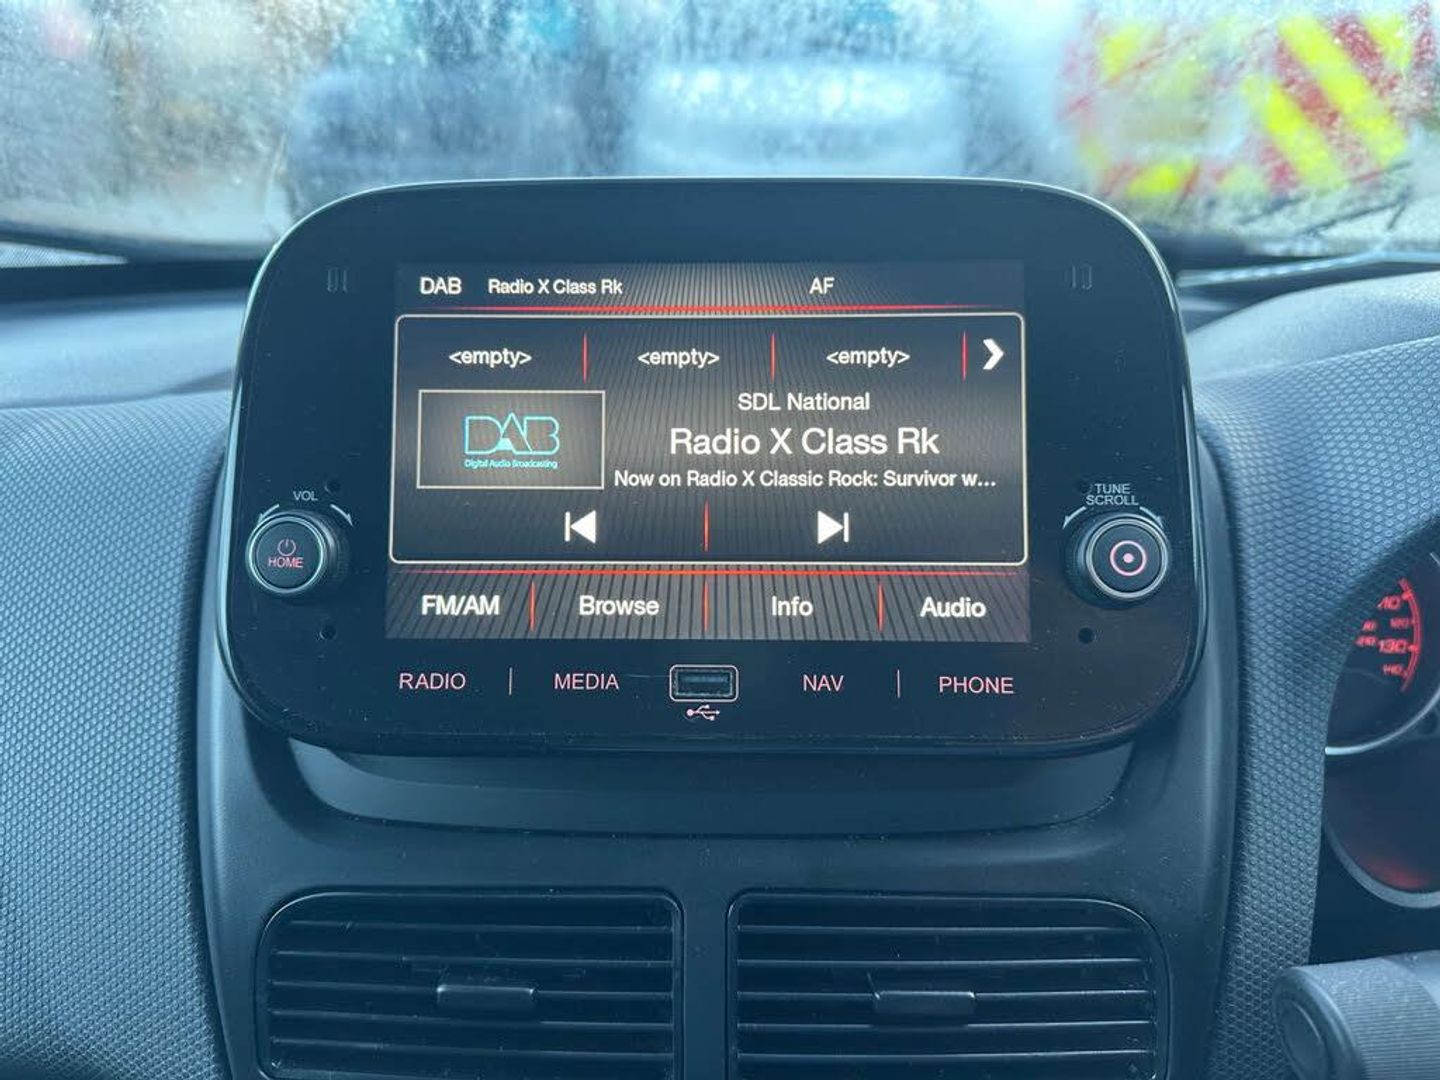 DAB Radio X Class Rk AF
<empty> <empty> <empty>
SDL National
DAB
Digital Audio Broadcasting
Radio X Class Rk
Now on Radio X Classic Rock: Survivor w...
VOL
HOME
TUNE
SCROLL
FM/AM Browse Info Audio
RADIO MEDIA NAV PHONE
130